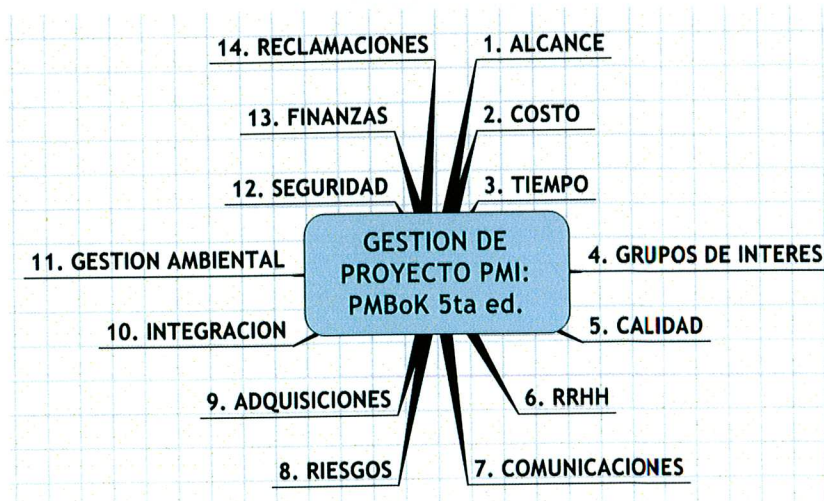 14. RECLAMACIONES
1. ALCANCE
13. FINANZAS
2. COSTO
12. SEGURIDAD
3. TIEMPO
GESTION DE
PROYECTO PMI:
PMBoK 5ta ed.
11. GESTION AMBIENTAL
4. GRUPOS DE INTERES
10. INTEGRACION
5. CALIDAD
9. ADQUISICIONES
6. RRHH
8. RIESGOS
7. COMUNICACIONES